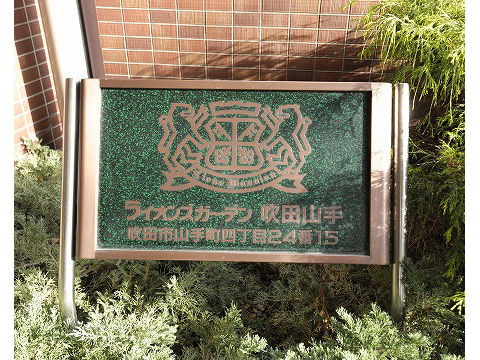 ライオンズガーデン 吹田山手
吹田市山手町四丁目24番15